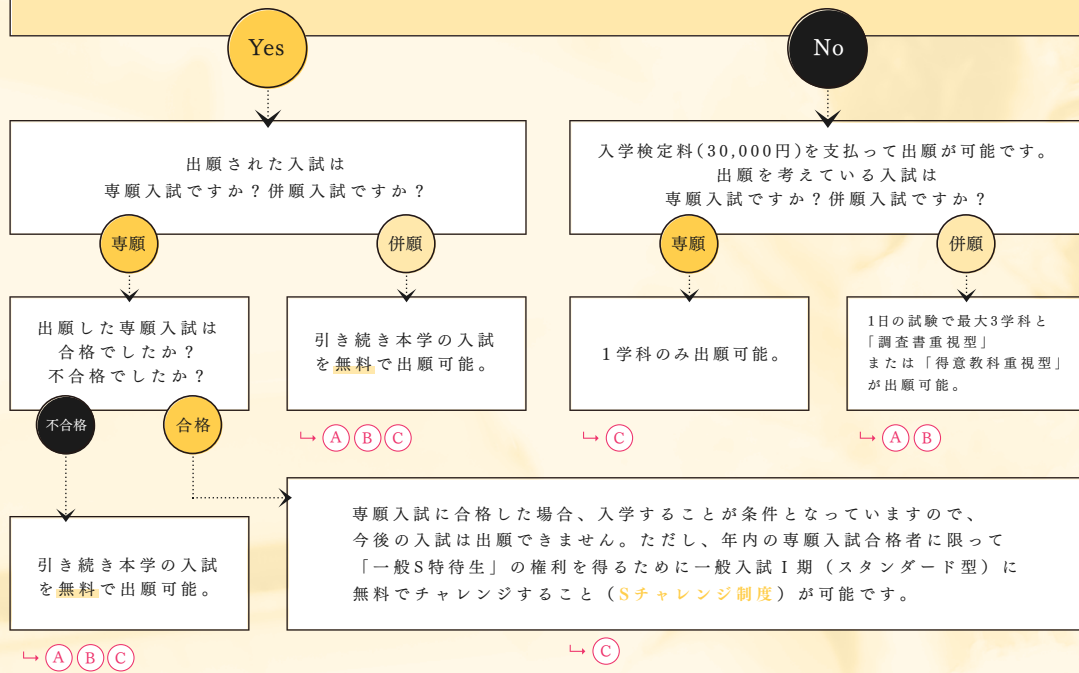 Yes
No
出願された入試は
専願入試ですか？併願入試ですか？
入学検定料(30,000円)を支払って出願が可能です。
出願を考えている入試は
専願入試ですか？併願入試ですか？
専願
併願
専願
併願
出願した専願入試は
合格でしたか？
不合格でしたか？
引き続き本学の入試
を無料で出願可能。
1学科のみ出願可能。
1日の試験で最大3学科と
「調査書重視型」
または「得意教科重視型」
が出願可能。
不合格
合格
A B C
C
A B
引き続き本学の入試
を無料で出願可能。
専願入試に合格した場合、入学することが条件となっていますので、
今後の入試は出願できません。ただし、年内の専願入試合格者に限って
「一般S特待生」の権利を得るために一般入試Ⅰ期（スタンダード型）に
無料でチャレンジすること（Sチャレンジ制度）が可能です。
A B C
C